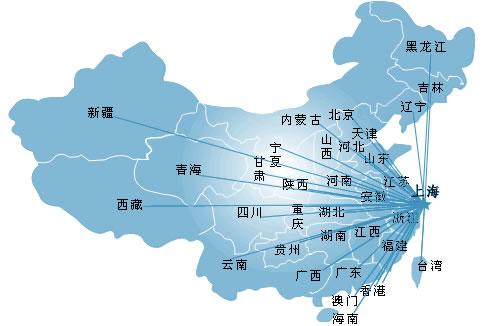 黑龙江
吉林
辽宁
新疆
内蒙古
北京
天津
山西
河北
山东
宁夏
甘肃
青海
陕西
河南
江苏
上海
安徽
西藏
四川
重庆
湖北
浙江
湖南
江西
福建
贵州
云南
广西
广东
台湾
香港
澳门
海南